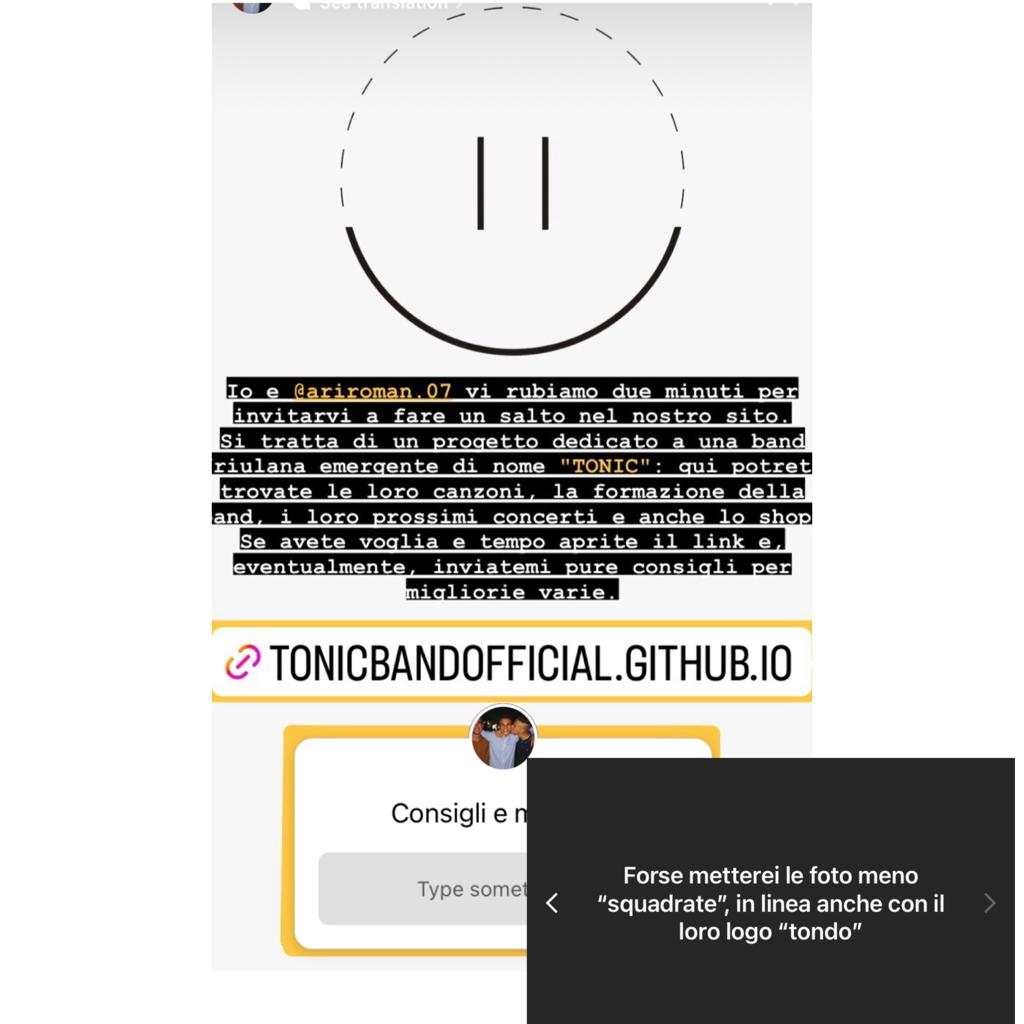 See translation >
Io e @ariroman.07 vi rubiamo due minuti per
invitarvi a fare un salto nel nostro sito.
Si tratta di un progetto dedicato a una band
riulana emergente di nome "TONIC": qui potret
trovate le loro canzoni, la formazione della
and, i loro prossimi concerti e anche lo shop
Se avete voglia e tempo aprite il link e,
eventualmente, inviatemi pure consigli per
migliorie varie.
TONICBANDOFFICIAL.GITHUB.IO
Consigli e m
Type somet
Forse metterei le foto meno
“squadrate”, in linea anche con il
loro logo “tondo”